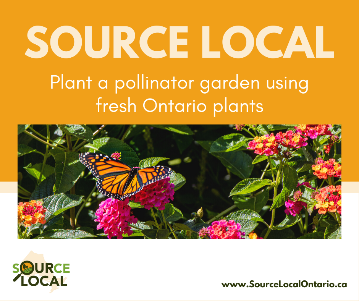 SOURCE LOCAL
Plant a pollinator garden using
fresh Ontario plants
SOURCE
LOCAL
www.SourceLocalOntario.ca